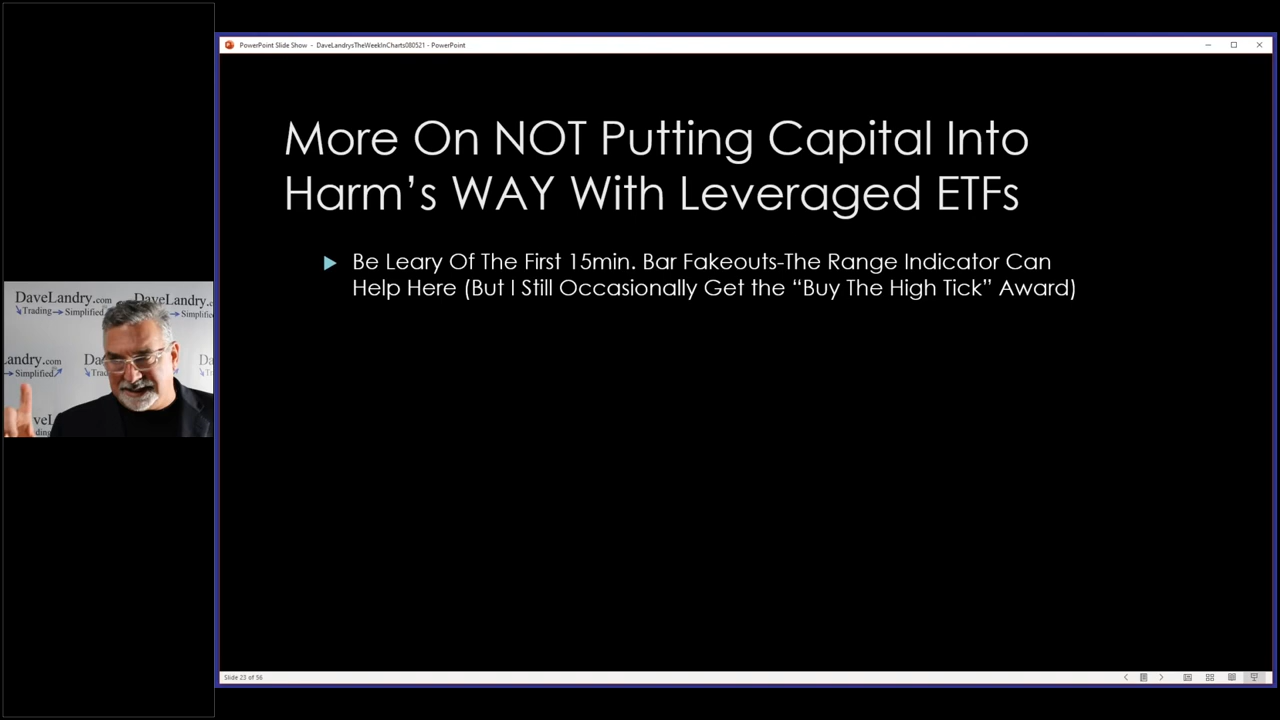 PowerPoint Slide Show - DaveLandrysTheWeekInCharts080521 - PowerPoint
More On NOT Putting Capital Into
Harm's WAY With Leveraged ETFs
Be Leary Of The First 15min. Bar Fakeouts-The Range Indicator Can
Help Here (But I Still Occasionally Get the “Buy The High Tick” Award)
DaveLandry.com
Trading Simplified
DaveLandry.com
Simplified
Landry.com
Simplified
Slide 23 of 56